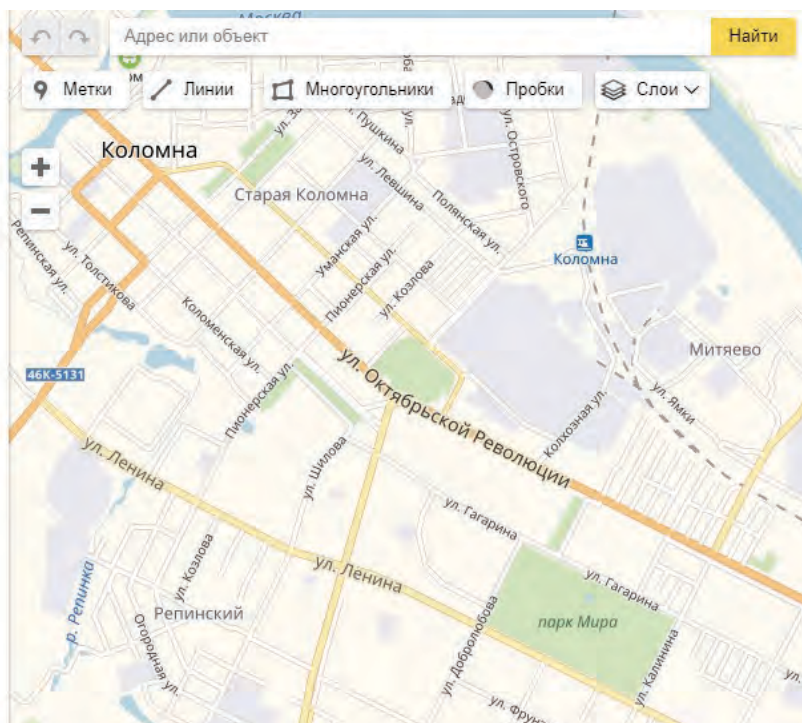 Москва
Адрес или объект
Найти
Метки
Линии
Многоугольники
Пробки
Слои
Коломна
ул. Пушкина
ул. Островского
ул. Левшина
Старая Коломна
Полянская ул.
Уманская ул.
Пионерская ул.
ул. Козлова
Коломна
Репинская ул.
ул. Толстикова
Коломенская ул.
Митяево
46К-5131
Пионерская ул.
ул. Октябрьской Революции
Колхозная ул.
ул. Ямки
ул. Ленина
ул. Шилова
ул. Гагарина
ул. Козлова
ул. Ленина
ул. Гагарина
р. Репинка
Репинский
Огородная ул.
ул. Добролюбова
парк Мира
ул. Калинина
ул.